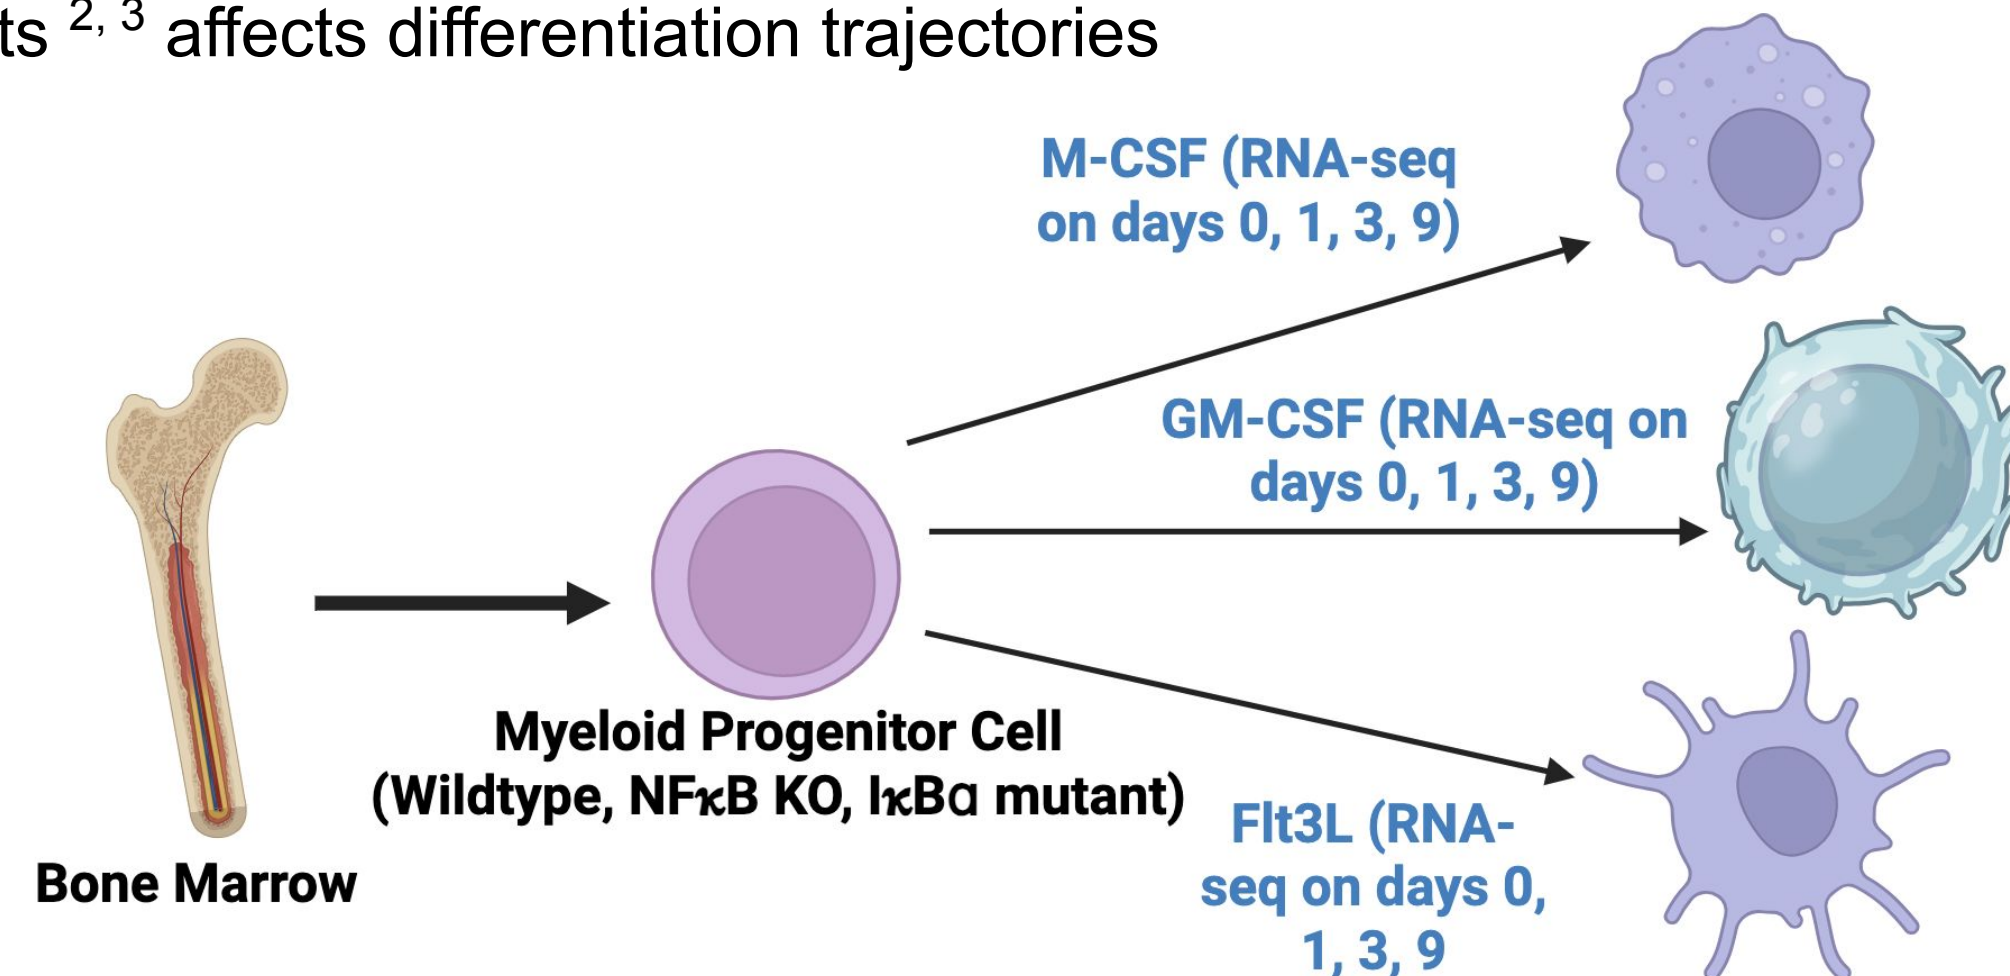 ts 2, 3 affects differentiation trajectories
M-CSF (RNA-seq
on days 0, 1, 3, 9)
GM-CSF (RNA-seq on
days 0, 1, 3, 9)
Myeloid Progenitor Cell
(Wildtype, NFκB KO, IκBα mutant)
Flt3L (RNA-
seq on days 0,
1, 3, 9
Bone Marrow